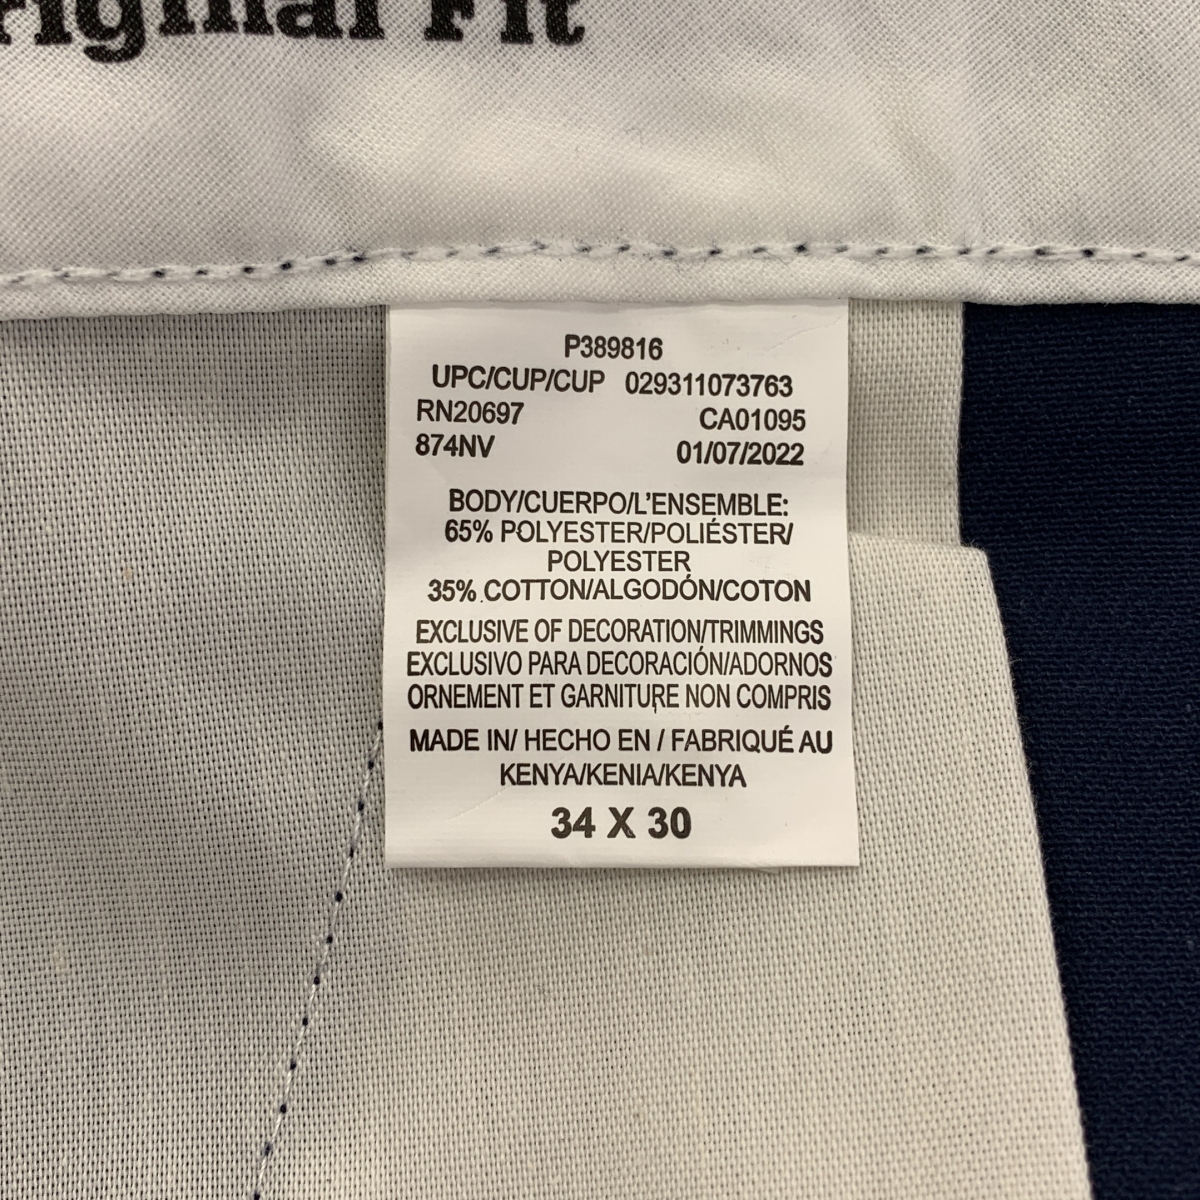 riginal Fit
P389816
UPC/CUP/CUP 029311073763
RN20697 CA01095
874NV 01/07/2022
BODY/CUERPO/L'ENSEMBLE:
65% POLYESTER/POLIÉSTER/
POLYESTER
35% COTTON/ALGODÓN/COTON
EXCLUSIVE OF DECORATION/TRIMMINGS
EXCLUSIVO PARA DECORACIÓN/ADORNOS
ORNEMENT ET GARNITURE NON COMPRIS
MADE IN/ HECHO EN / FABRIQUÉ AU
KENYA/KENIA/KENYA
34 X 30